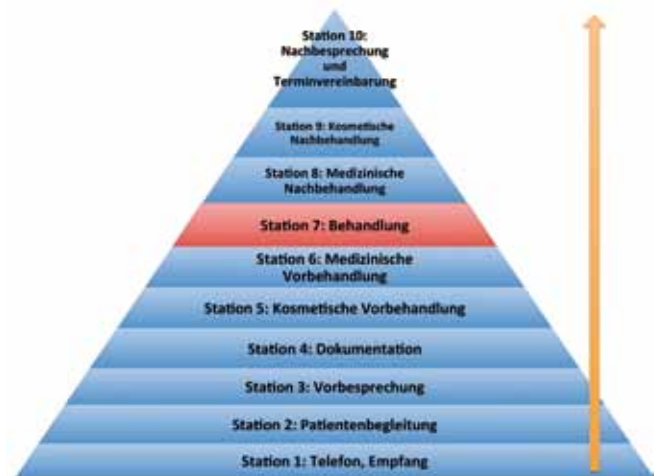 Station 10:
Nachbesprechung
und
Terminvereinbarung
Station 9: Kosmetische
Nachbehandlung
Station 8: Medizinische
Nachbehandlung
Station 7: Behandlung
Station 6: Medizinische
Vorbehandlung
Station 5: Kosmetische Vorbehandlung
Station 4: Dokumentation
Station 3: Vorbesprechung
Station 2: Patientenbegleitung
Station 1: Telefon, Empfang